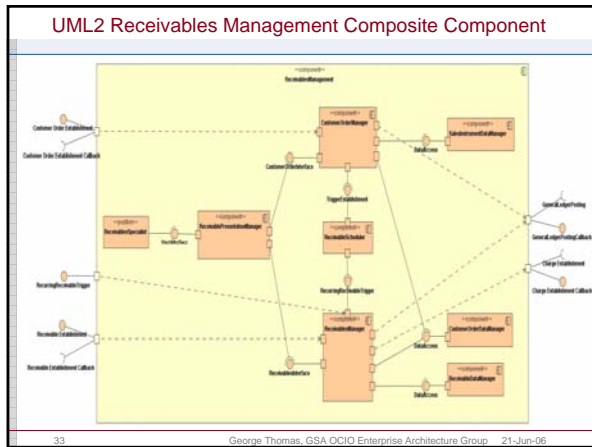 UML2 Receivables Management Composite Component
«component»
ReceivablesManagement
«component»
CustomerOrderManager
«component»
SalesInstrumentDataManager
DataAccess
Customer Order Establishment
Customer Order Establishment Callback
CustomerOrderInterface
TriggerEstablishment
GeneralLedgerPosting
GeneralLedgerPostingCallback
«position»
ReceivablesSpecialist
UserInterface
«component»
ReceivablePresentationManager
«component»
ReceivableScheduler
Charge Establishment
Charge Establishment Callback
RecurringReceivableTrigger
RecurringReceivableTrigger
«component»
ReceivablesManager
«component»
CustomerOrderDataManager
DataAccess
Receivable Establishment
Receivable Establishment Callback
ReceivablesInterface
«component»
ReceivableDataManager
DataAccess
33
George Thomas, GSA OCIO Enterprise Architecture Group
21-Jun-06